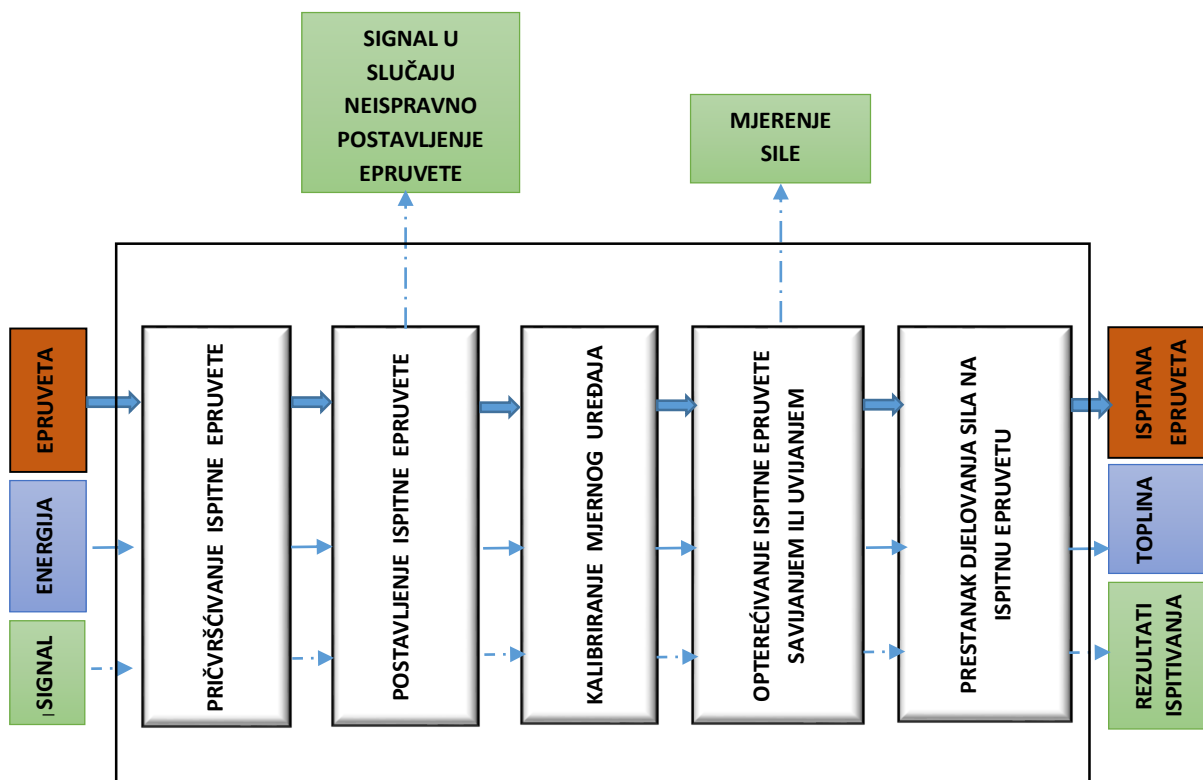 SIGNAL U
SLUČAJU
NEISPRAVNO
POSTAVLJENJE
EPRUVETE
MJERENJE
SILE
EPRUVETA
ENERGIJA
SIGNAL
PRIČVRŠĆIVANJE ISPITNE EPRUVETE
POSTAVLJENJE ISPITNE EPRUVETE
KALIBRIRANJE MJERNOG UREĐAJA
OPTEREĆIVANJE ISPITNE EPRUVETE
SAVIJANJEM ILI UVIJANJEM
PRESTANAK DJELOVANJA SILA NA
ISPITNU EPRUVETU
ISPITANA
EPRUVETA
TOPLINA
REZULTATI
ISPITIVANJA